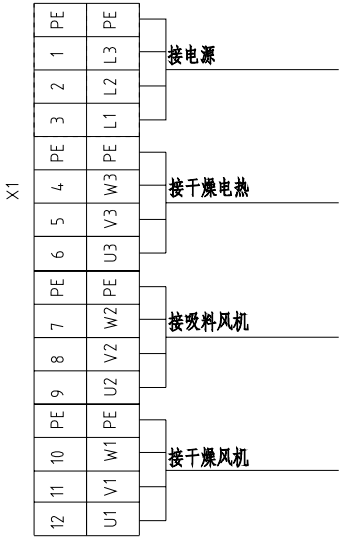 X1
PE PE
1 L3
2 L2
3 L1
接电源
PE PE
4 W3
5 V3
6 U3
接干燥电热
PE PE
7 W2
8 V2
9 U2
接吸料风机
PE PE
10 W1
11 V1
12 U1
接干燥风机